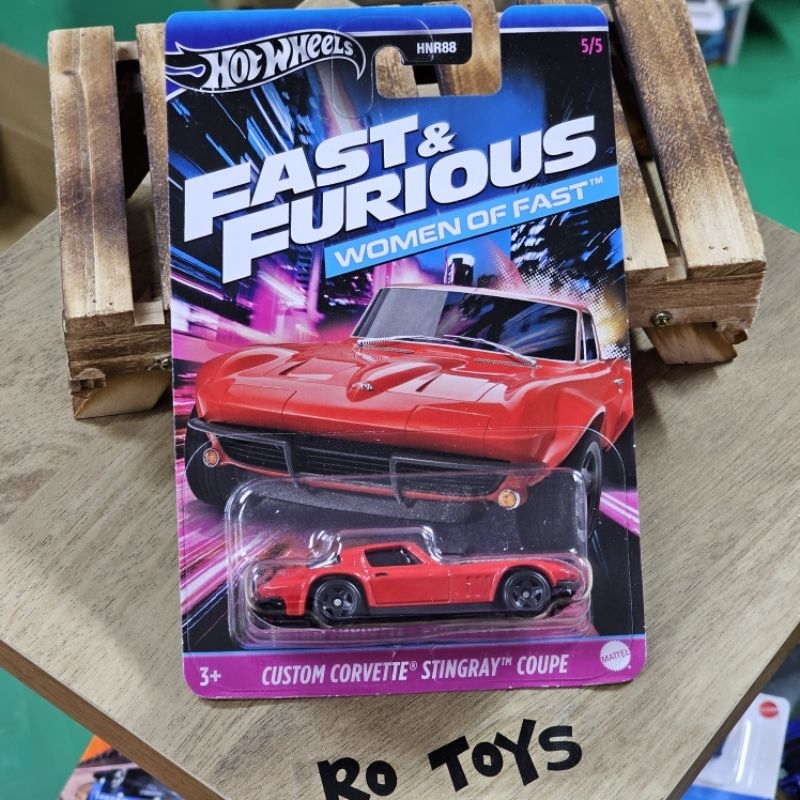 HOT WHEELS
HNR88
5/5
FAST &
FURIOUS
WOMEN OF FAST™
3+
CUSTOM CORVETTE® STINGRAY™ COUPE
MATTEL
RO TOYS